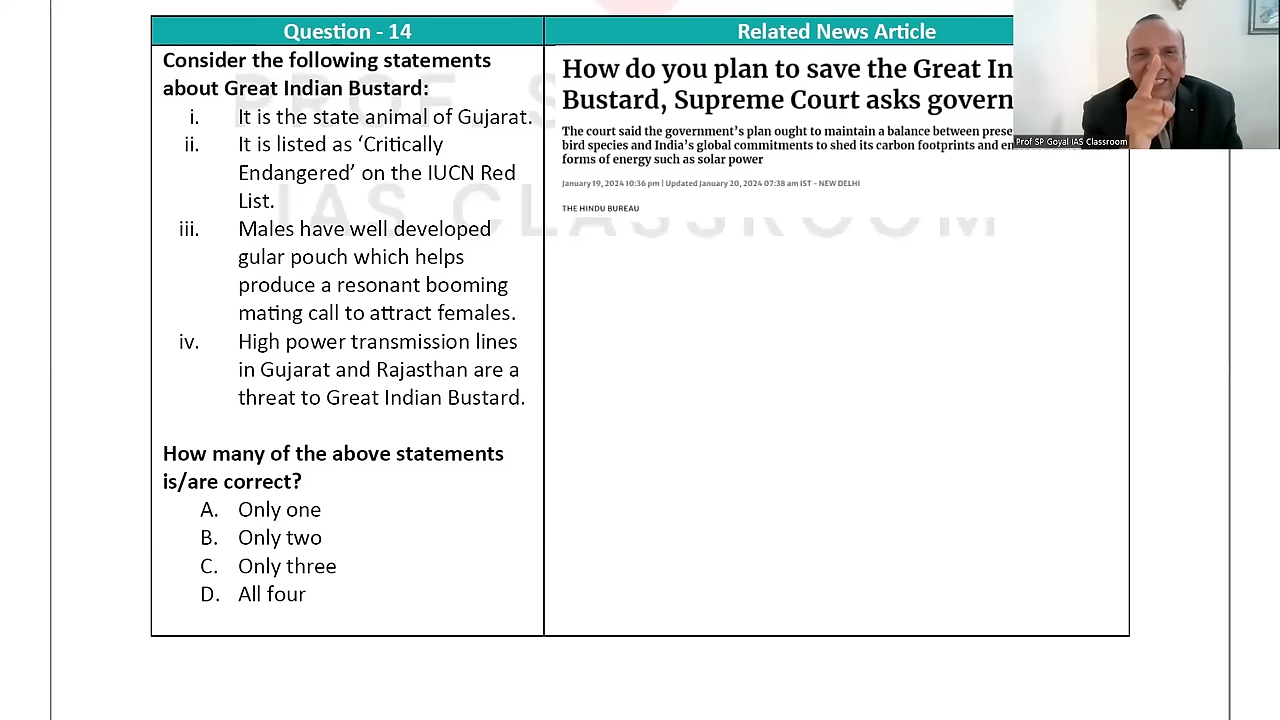 Question - 14
Related News Article
Consider the following statements
about Great Indian Bustard:
i. It is the state animal of Gujarat.
ii. It is listed as ‘Critically
Endangered’ on the IUCN Red
List.
iii. Males have well developed
gular pouch which helps
produce a resonant booming
mating call to attract females.
iv. High power transmission lines
in Gujarat and Rajasthan are a
threat to Great Indian Bustard.
How many of the above statements
is/are correct?
A. Only one
B. Only two
C. Only three
D. All four
How do you plan to save the Great In
Bustard, Supreme Court asks govern
The court said the government’s plan ought to maintain a balance between prese
bird species and India’s global commitments to shed its carbon footprints and en
forms of energy such as solar power
January 19, 2024 10:36 pm | Updated January 20, 2024 07:38 am IST - NEW DELHI
THE HINDU BUREAU
Prof SP Goyal IAS Classroom
PROF. S
IAS CLASSROOM